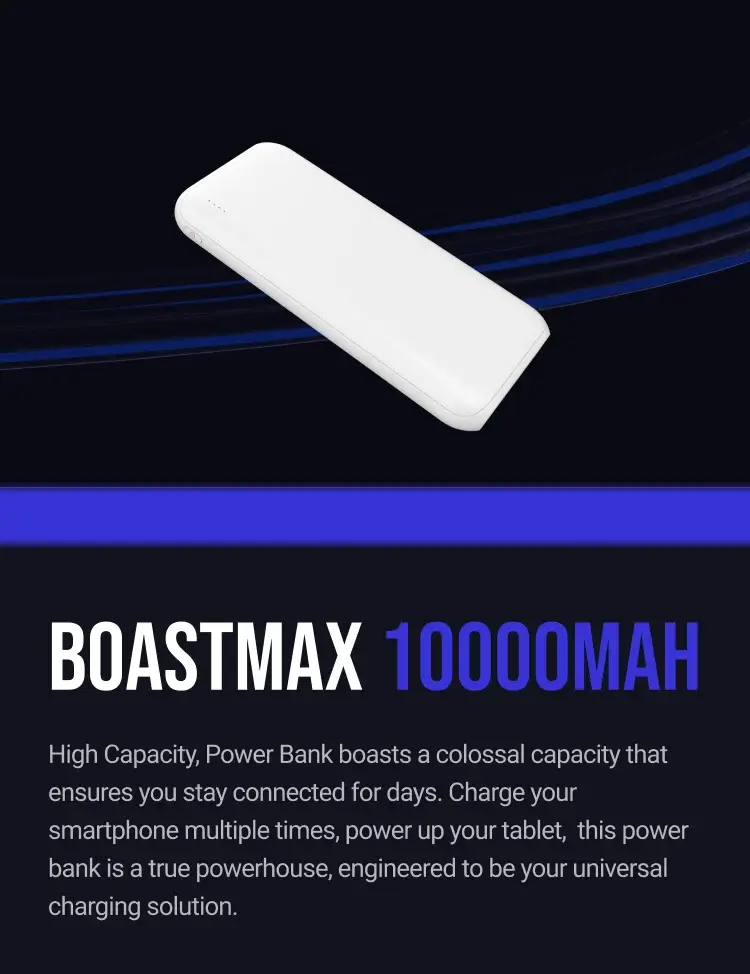 BOASTMAX 10000MAH
High Capacity, Power Bank boasts a colossal capacity that
ensures you stay connected for days. Charge your
smartphone multiple times, power up your tablet,  this power
bank is a true powerhouse, engineered to be your universal
charging solution.